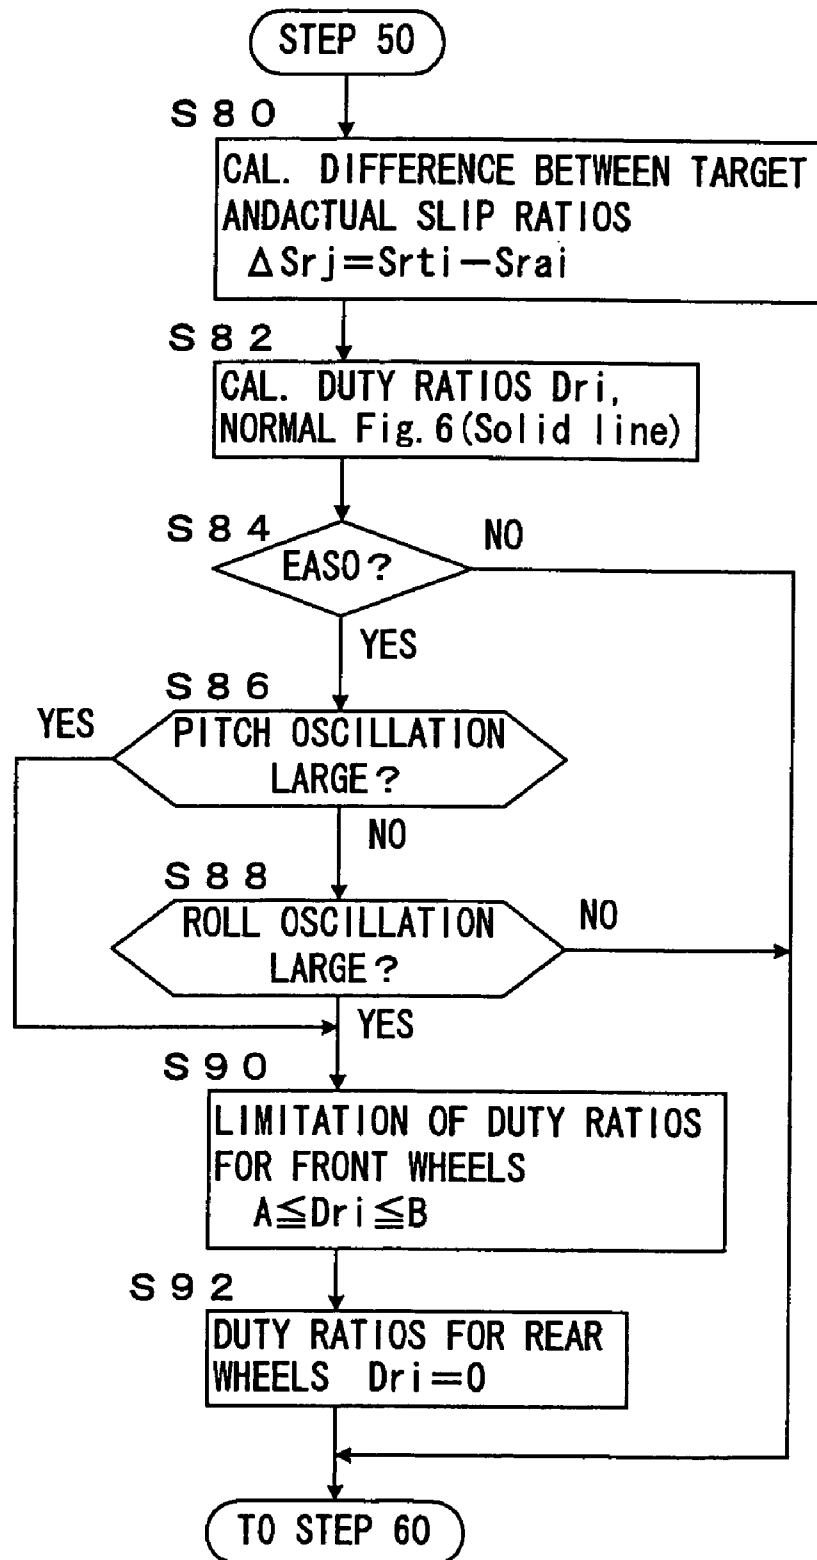 STEP 50
S80
CAL. DIFFERENCE BETWEEN TARGET
ANDACTUAL SLIP RATIOS
ΔSrj=Srti−Srai
S82
CAL. DUTY RATIOS Dri,
NORMAL Fig. 6(Solid line)
S84
EASO?
NO
YES
S86
YES
PITCH OSCILLATION
LARGE?
NO
S88
ROLL OSCILLATION
LARGE?
NO
YES
S90
LIMITATION OF DUTY RATIOS
FOR FRONT WHEELS
A≦Dri≦B
S92
DUTY RATIOS FOR REAR
WHEELS Dri=0
TO STEP 60